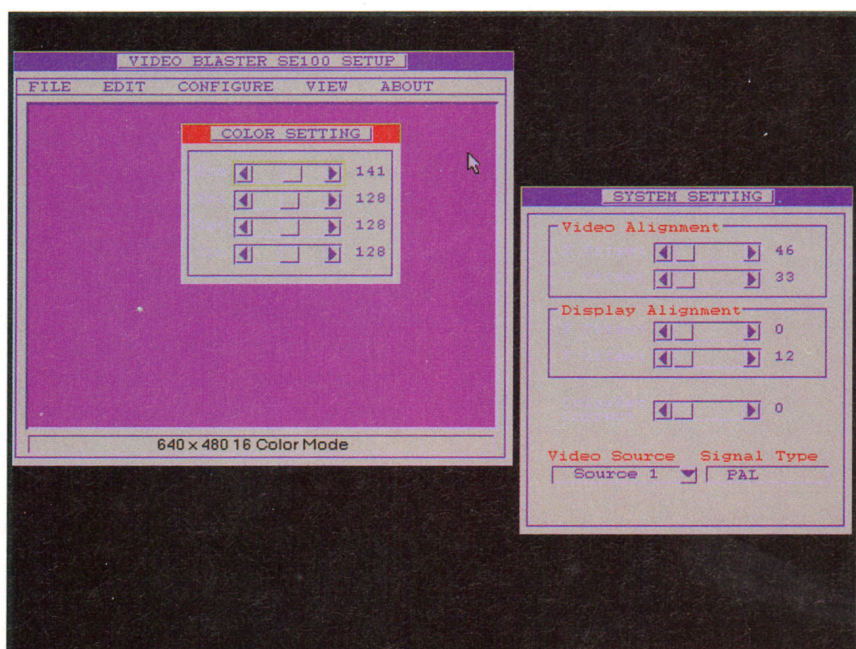 VIDEO BLASTER SE100 SETUP
FILE EDIT CONFIGURE VIEW ABOUT
COLOR SETTING
141
128
128
128
640 x 480 16 Color Mode
SYSTEM SETTING
Video Alignment
46
33
Display Alignment
0
12
0
Video Source Signal Type
Source 1 PAL